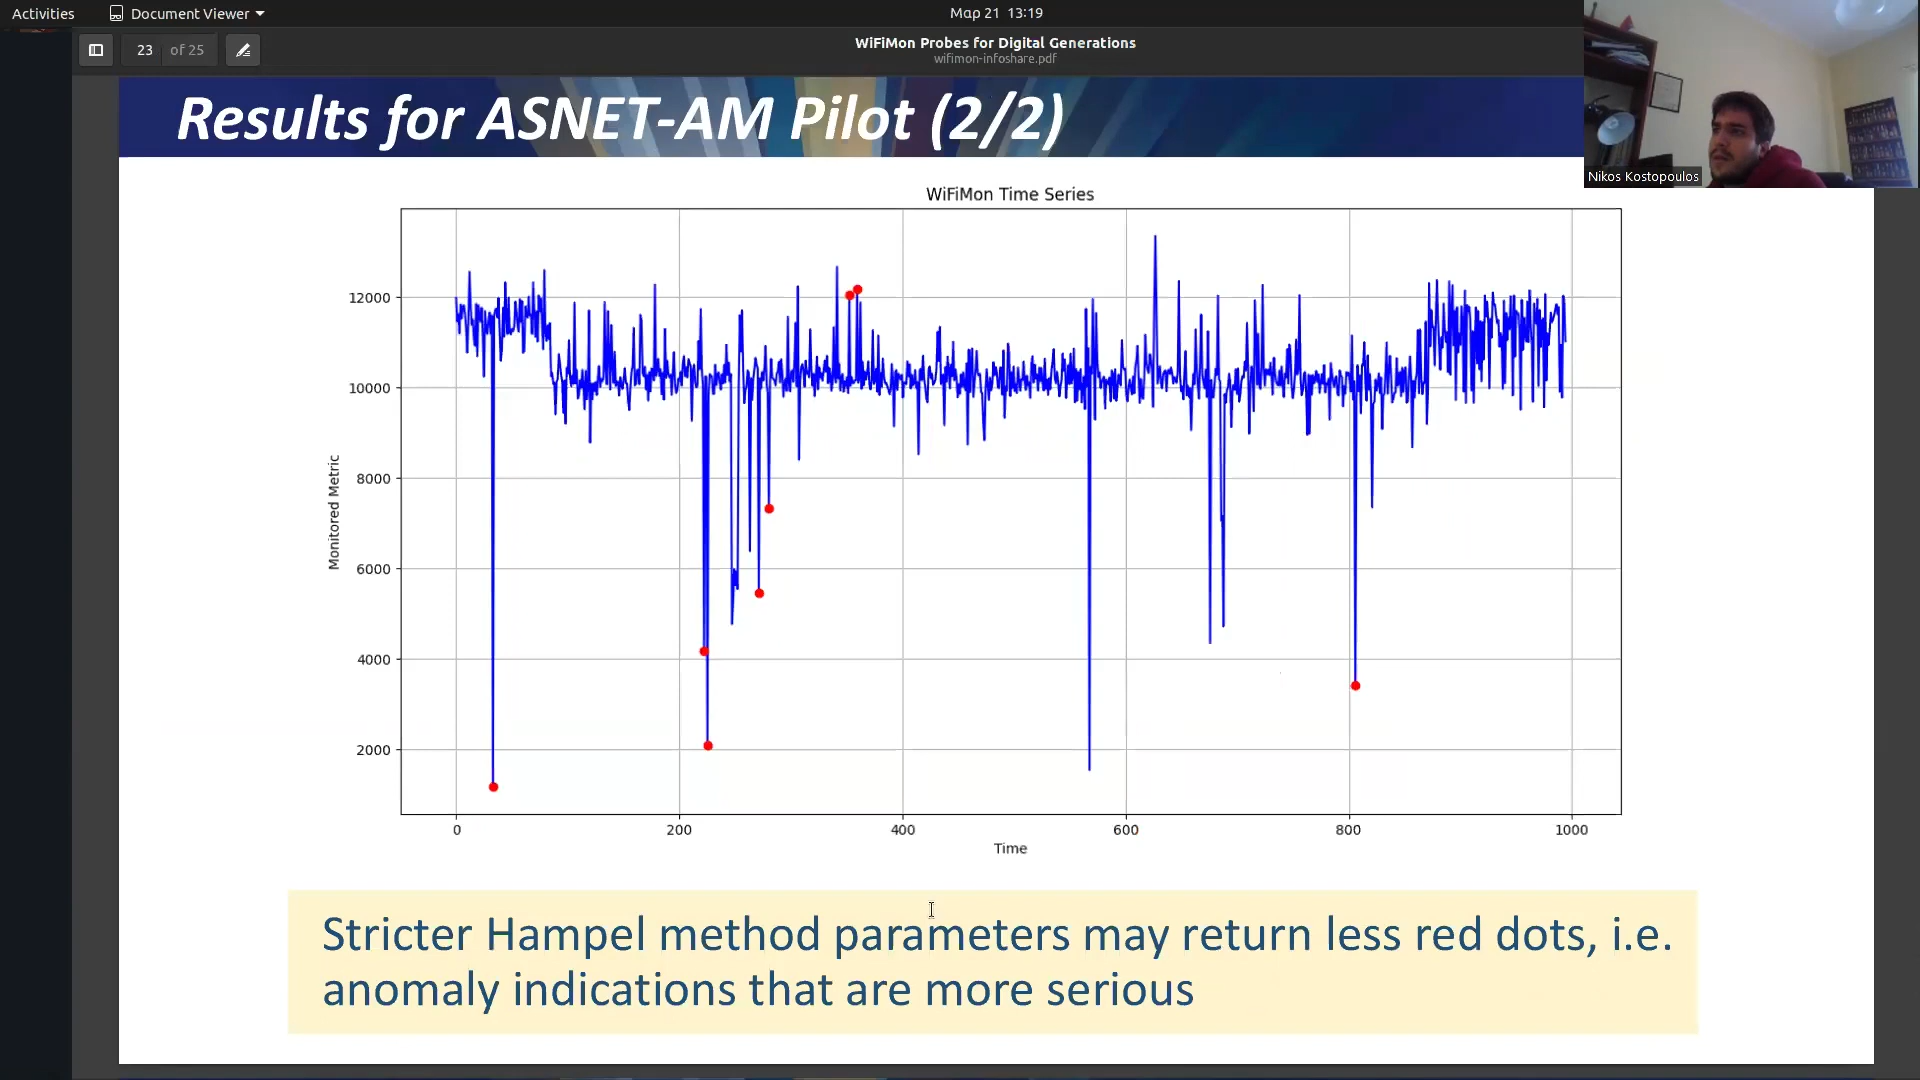 Activities
Document Viewer
Μαρ 21 13:19
23 of 25
WiFiMon Probes for Digital Generations
wifimon-infoshare.pdf
Results for ASNET-AM Pilot (2/2)
Nikos Kostopoulos
WiFiMon Time Series
12000
10000
8000
6000
4000
2000
Monitored Metric
0 200 400 600 800 1000
Time
Stricter Hampel method parameters may return less red dots, i.e.
anomaly indications that are more serious